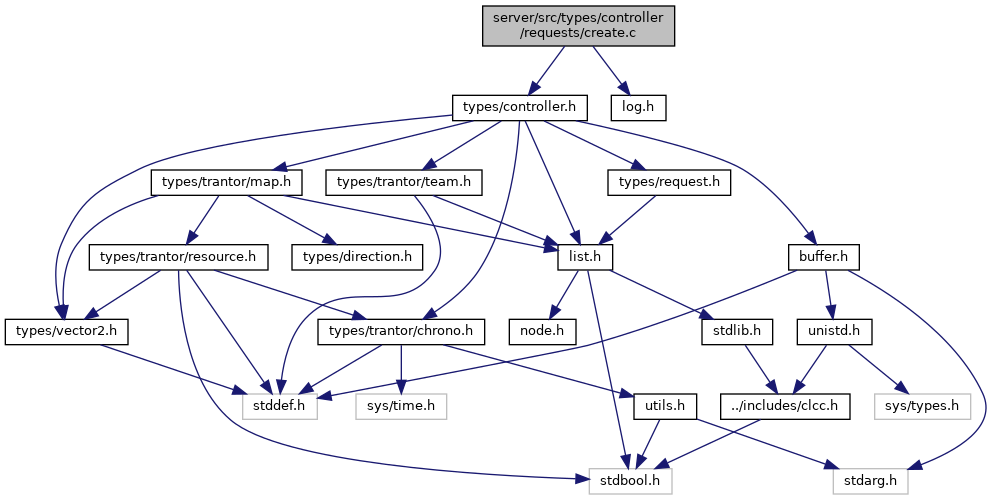 server/src/types/controller
/requests/create.c
types/controller.h
log.h
types/trantor/map.h
types/trantor/team.h
types/request.h
types/trantor/resource.h
types/direction.h
list.h
buffer.h
types/vector2.h
types/trantor/chrono.h
node.h
stdlib.h
unistd.h
stddef.h
sys/time.h
utils.h
../includes/clcc.h
sys/types.h
stdbool.h
stdarg.h